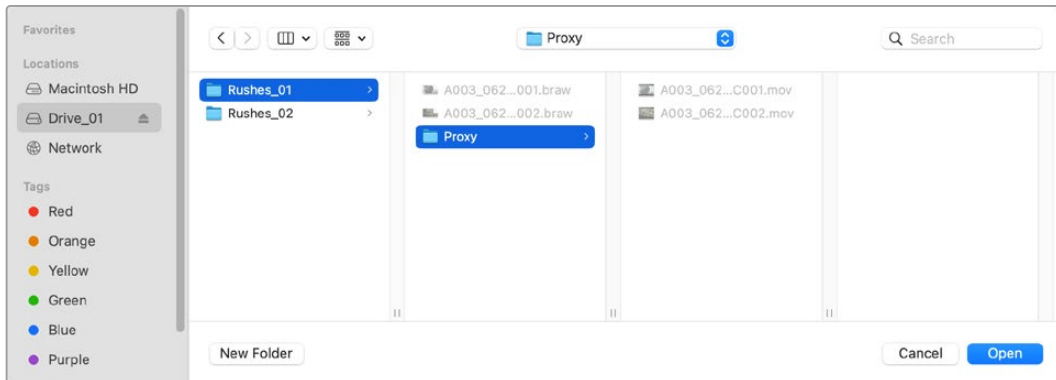 Favorites
Locations
Macintosh HD
Drive_01
Network
Tags
Red
Orange
Yellow
Green
Blue
Purple
Proxy
Search
Rushes_01
Rushes_02
A003_062...001.braw
A003_062...002.braw
Proxy
A003_062...C001.mov
A003_062...C002.mov
New Folder
Cancel
Open